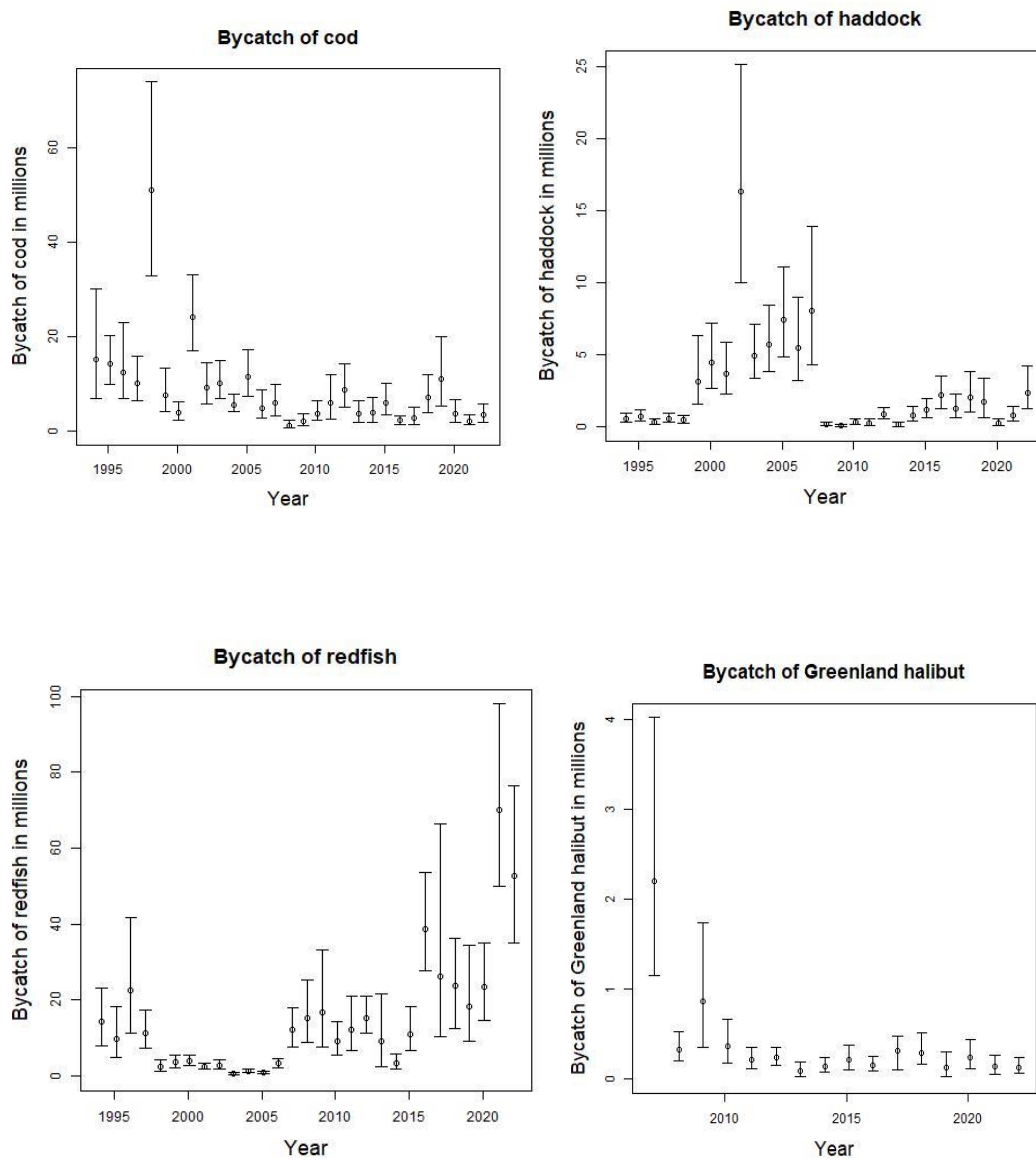 Bycatch of cod
Bycatch of cod in millions
60
40
20
0
1995 2000 2005 2010 2015 2020
Year
Bycatch of haddock
Bycatch of haddock in millions
25
20
15
10
5
0
1995 2000 2005 2010 2015 2020
Year
Bycatch of redfish
Bycatch of redfish in millions
100
80
60
40
20
0
1995 2000 2005 2010 2015 2020
Year
Bycatch of Greenland halibut
Bycatch of Greenland halibut in millions
4
3
2
1
0
2010 2015 2020
Year